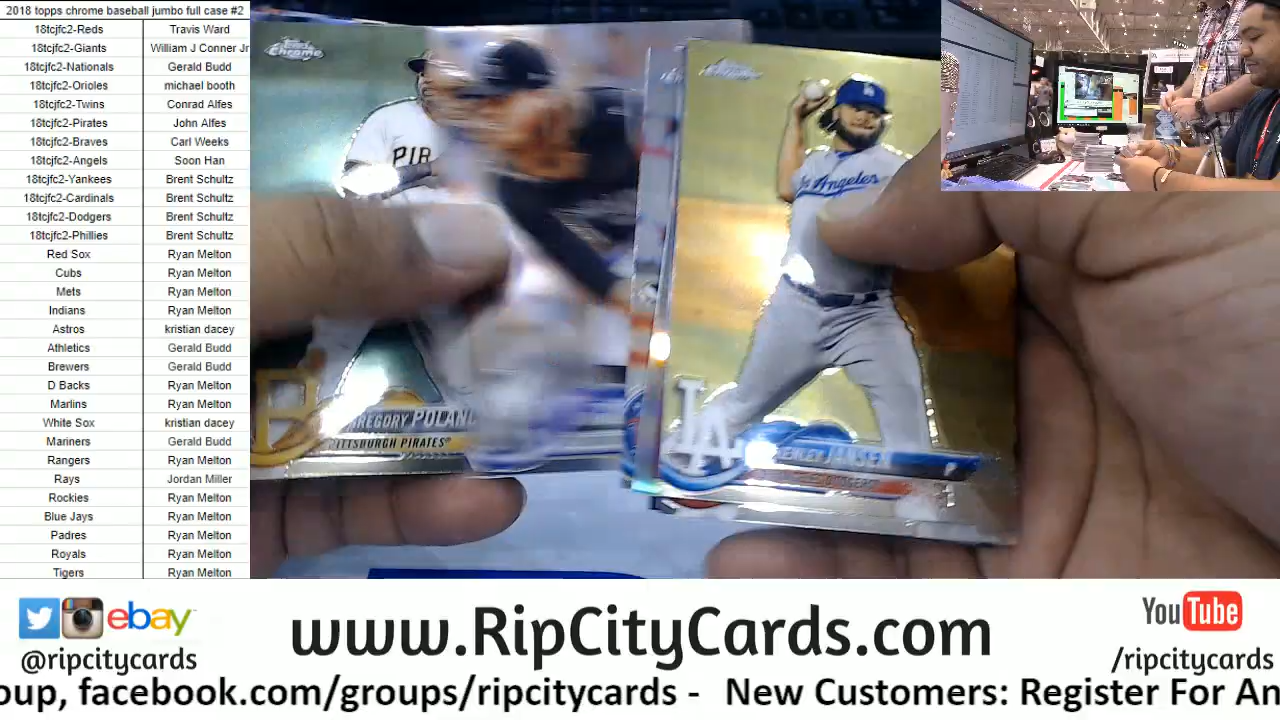 2018 topps chrome baseball jumbo full case #2
18tcjfc2-Reds Travis Ward
18tcjfc2-Giants William J Conner Jr
18tcjfc2-Nationals Gerald Budd
18tcjfc2-Orioles michael booth
18tcjfc2-Twins Conrad Alfes
18tcjfc2-Pirates John Alfes
18tcjfc2-Braves Carl Weeks
18tcjfc2-Angels Soon Han
18tcjfc2-Yankees Brent Schultz
18tcjfc2-Cardinals Brent Schultz
18tcjfc2-Dodgers Brent Schultz
18tcjfc2-Phillies Brent Schultz
Red Sox Ryan Melton
Cubs Ryan Melton
Mets Ryan Melton
Indians Ryan Melton
Astros kristian dacey
Athletics Gerald Budd
Brewers Gerald Budd
D Backs Ryan Melton
Marlins Ryan Melton
White Sox kristian dacey
Mariners Gerald Budd
Rangers Ryan Melton
Rays Jordan Miller
Rockies Ryan Melton
Blue Jays Ryan Melton
Padres Ryan Melton
Royals Ryan Melton
Tigers Ryan Melton
Topps Chrome
PIR
GREGORY POLAN
PITTSBURGH PIRATES
Los Angeles
LA
JANSEN
P
ebay
@ripcitycards
www.RipCityCards.com
YouTube
/ripcitycards
oup, facebook.com/groups/ripcitycards - New Customers: Register For An